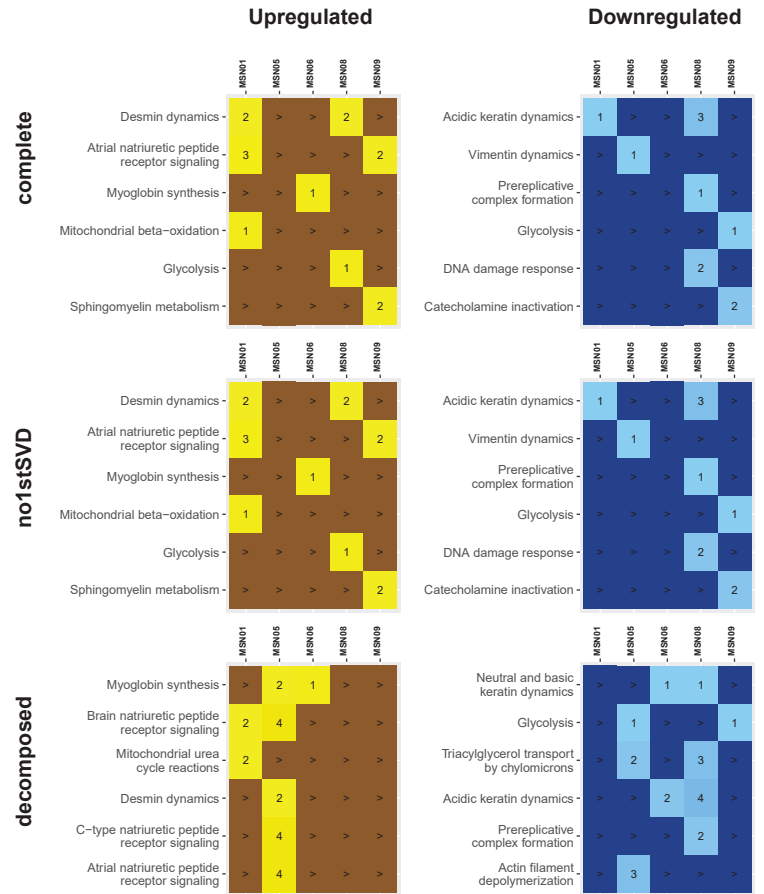 Upregulated Downregulated
complete
MSN01 MSN05 MSN06 MSN08 MSN09
Desmin dynamics 2 > > 2 >
Atrial natriuretic peptide
receptor signaling 3 > > > 2
Myoglobin synthesis > > 1 > >
Mitochondrial beta−oxidation 1 > > > >
Glycolysis > > > 1 >
Sphingomyelin metabolism > > > > 2
MSN01 MSN05 MSN06 MSN08 MSN09
Acidic keratin dynamics 1 > > 3 >
Vimentin dynamics > 1 > > >
Prereplicative
complex formation > > > 1 >
Glycolysis > > > > 1
DNA damage response > > > 2 >
Catecholamine inactivation > > > > 2
no1stSVD
MSN01 MSN05 MSN06 MSN08 MSN09
Desmin dynamics 2 > > 2 >
Atrial natriuretic peptide
receptor signaling 3 > > > 2
Myoglobin synthesis > > 1 > >
Mitochondrial beta−oxidation 1 > > > >
Glycolysis > > > 1 >
Sphingomyelin metabolism > > > > 2
MSN01 MSN05 MSN06 MSN08 MSN09
Acidic keratin dynamics 1 > > 3 >
Vimentin dynamics > 1 > > >
Prereplicative
complex formation > > > 1 >
Glycolysis > > > > 1
DNA damage response > > > 2 >
Catecholamine inactivation > > > > 2
decomposed
MSN01 MSN05 MSN06 MSN08 MSN09
Myoglobin synthesis > 2 1 > >
Brain natriuretic peptide
receptor signaling 2 4 > > >
Mitochondrial urea
cycle reactions 2 > > > >
Desmin dynamics > 2 > > >
C−type natriuretic peptide
receptor signaling > 4 > > >
Atrial natriuretic peptide
receptor signaling > 4 > > >
MSN01 MSN05 MSN06 MSN08 MSN09
Neutral and basic
keratin dynamics > > 1 1 >
Glycolysis > 1 > > 1
Triacylglycerol transport
by chylomicrons > 2 > 3 >
Acidic keratin dynamics > > 2 4 >
Prereplicative
complex formation > > > 2 >
Actin filament
depolymerization > 3 > > >